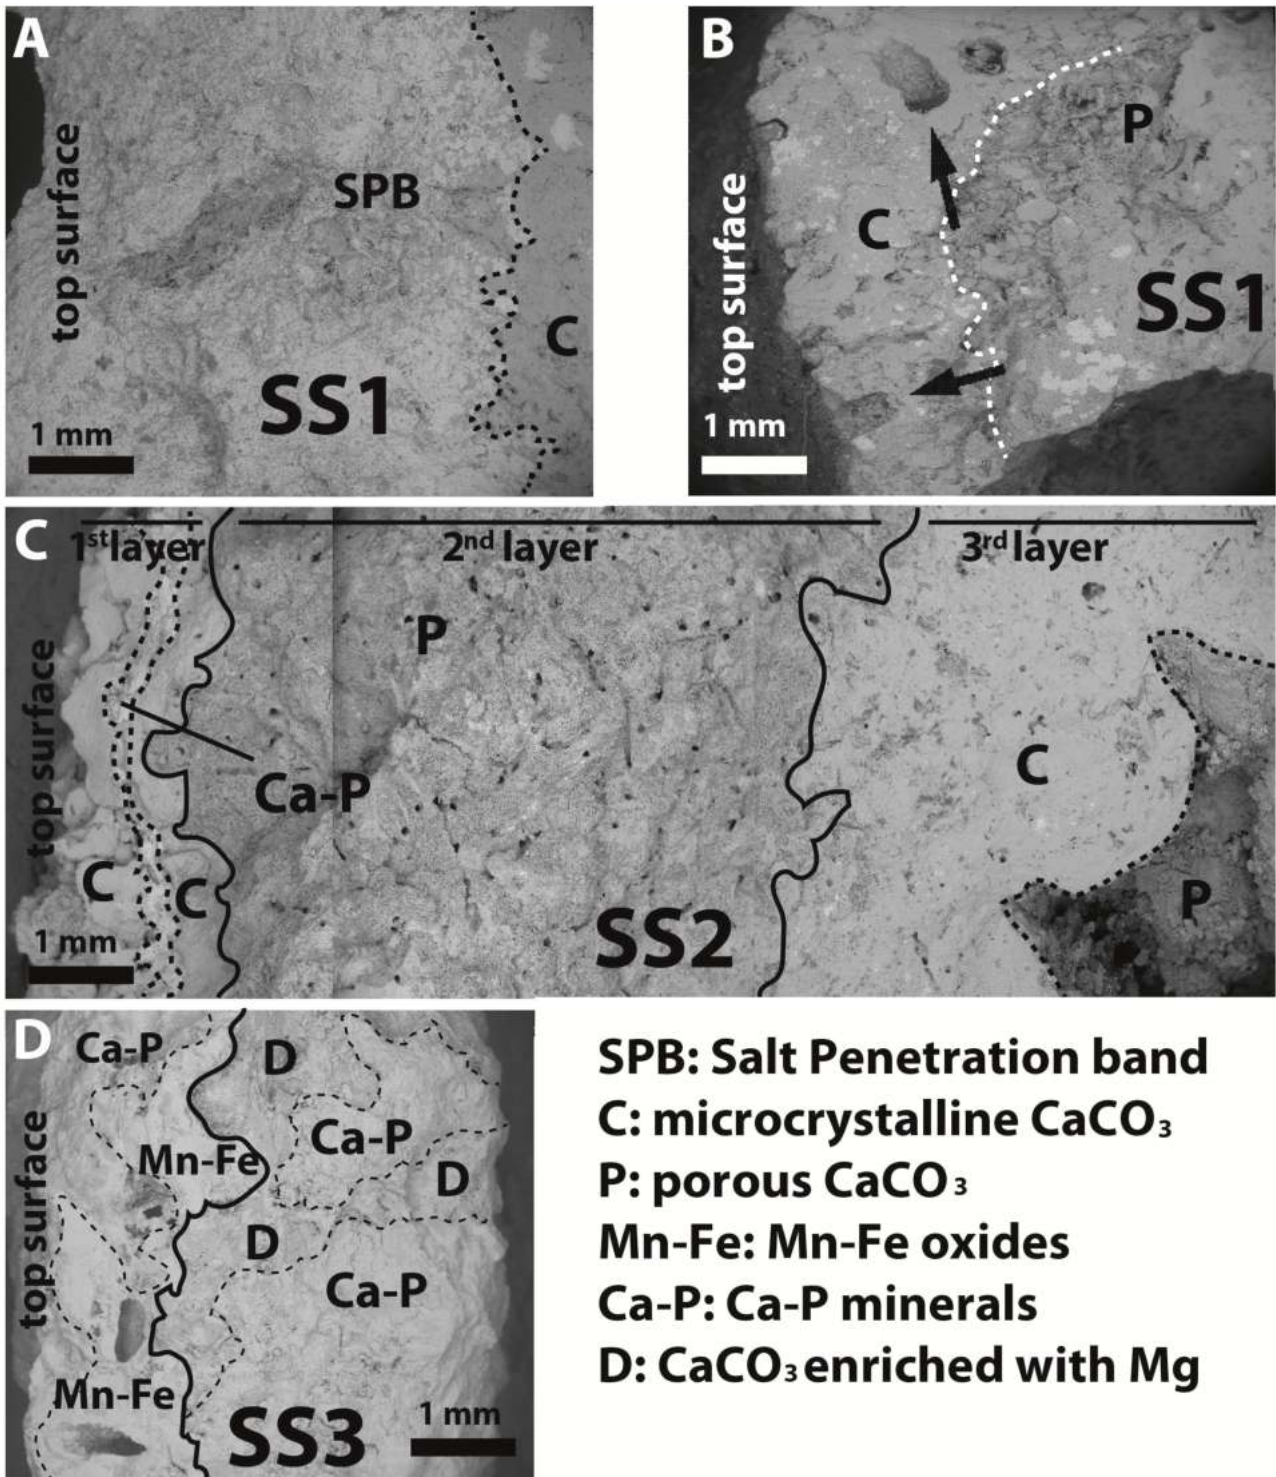 A
top surface
SPB
C
SS1
1 mm
B
top surface
P
C
SS1
1 mm
C
1st layer
2nd layer
3rd layer
top surface
P
Ca-P
C
C
C
P
SS2
1 mm
D
top surface
Ca-P
D
Mn-Fe
Ca-P
D
D
Ca-P
Mn-Fe
SS3
1 mm
SPB: Salt Penetration band
C: microcrystalline CaCO₃
P: porous CaCO₃
Mn-Fe: Mn-Fe oxides
Ca-P: Ca-P minerals
D: CaCO₃ enriched with Mg